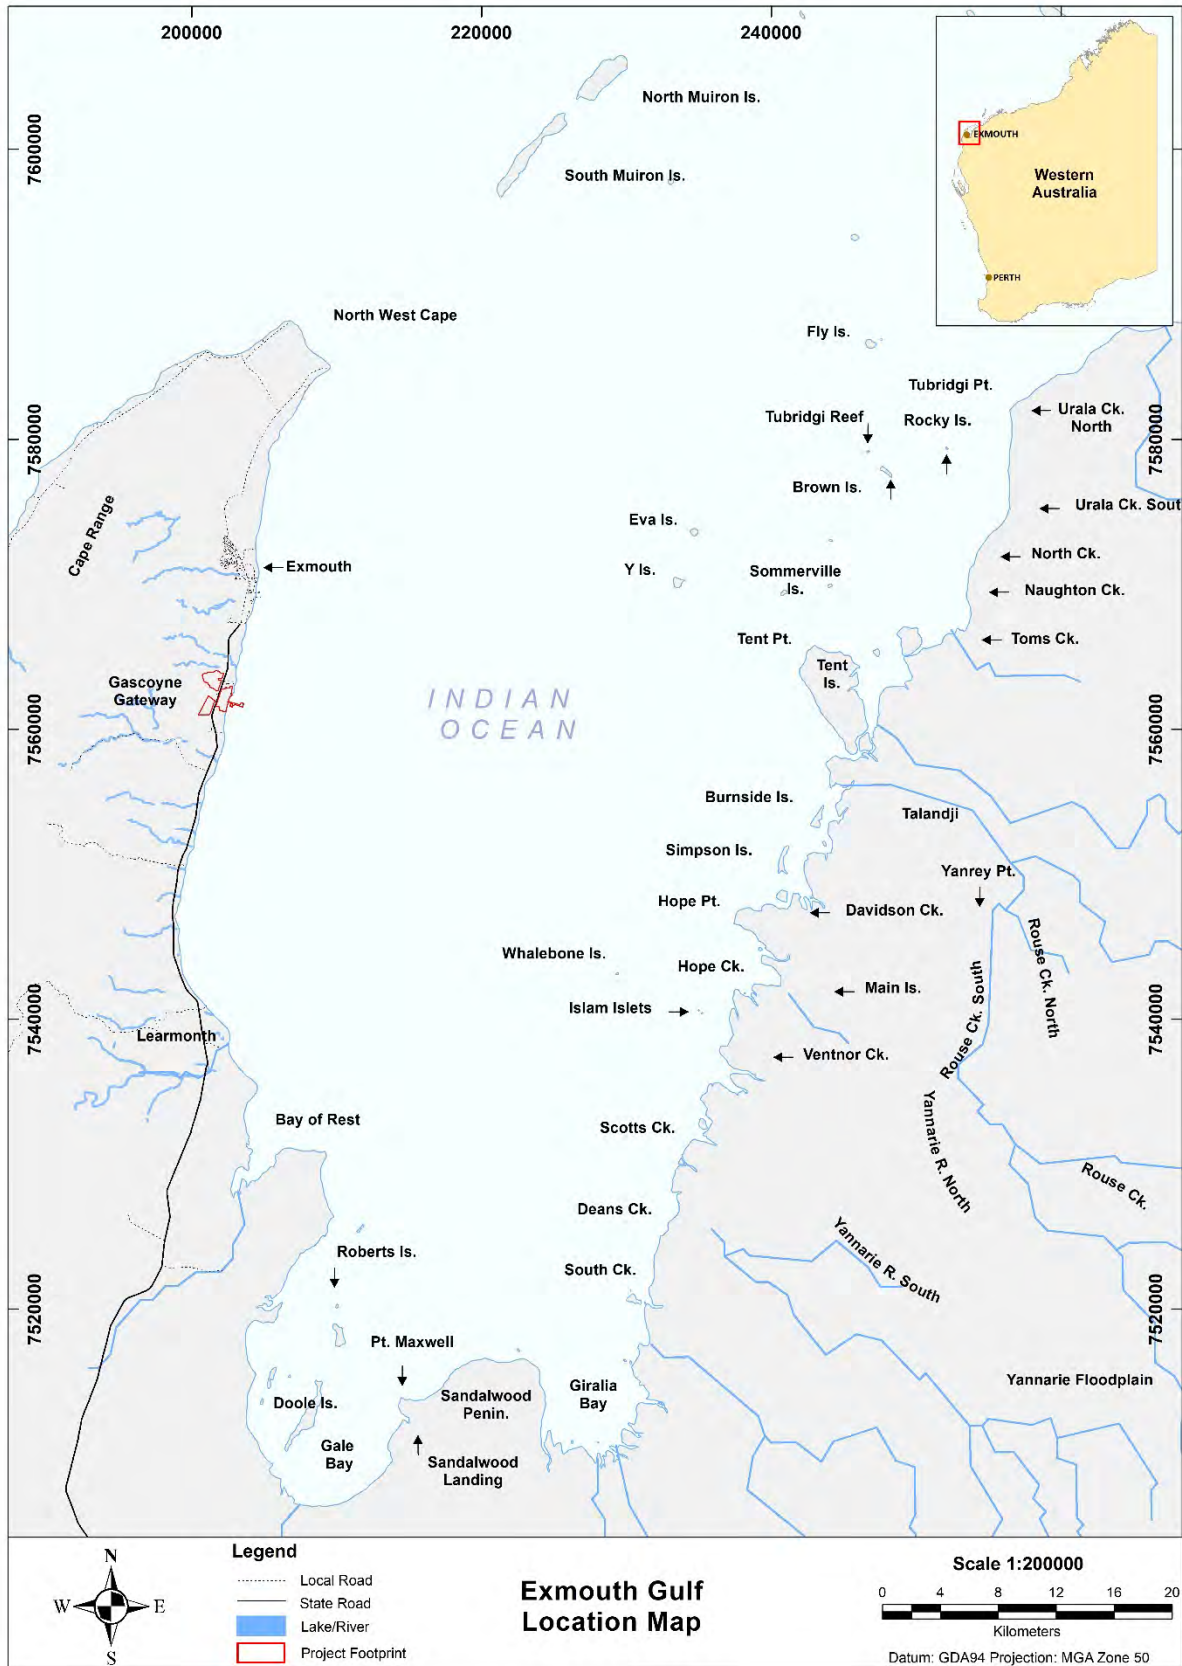 200000
220000
240000
North Muiron Is.
South Muiron Is.
EXMOUTH
Western
Australia
PERTH
7600000
7600000
North West Cape
Fly Is.
Tubridgi Pt.
Tubridgi Reef
Rocky Is.
Urala Ck.
North
7580000
7580000
Brown Is.
Urala Ck. Sout
Cape Range
Eva Is.
North Ck.
Exmouth
Y Is.
Sommerville
Is.
Naughton Ck.
Tent Pt.
Toms Ck.
Tent
Is.
Gascoyne
Gateway
INDIAN
OCEAN
7560000
7560000
Burnside Is.
Talandji
Simpson Is.
Yanrey Pt.
Hope Pt.
Davidson Ck.
Whalebone Is.
Hope Ck.
Rouse Ck. North
Rouse Ck. South
Main Is.
Islam Islets
7540000
7540000
Learmonth
Ventnor Ck.
Bay of Rest
Scotts Ck.
Yannarie R. North
Rouse Ck.
Deans Ck.
Roberts Is.
South Ck.
Yannarie R. South
7520000
7520000
Pt. Maxwell
Doole Is.
Sandalwood
Penin.
Giralia
Bay
Yannarie Floodplain
Gale
Bay
Sandalwood
Landing
N
W
E
S
Legend
Local Road
State Road
Lake/River
Project Footprint
Exmouth Gulf
Location Map
Scale 1:200000
0 4 8 12 16 20
Kilometers
Datum: GDA94 Projection: MGA Zone 50